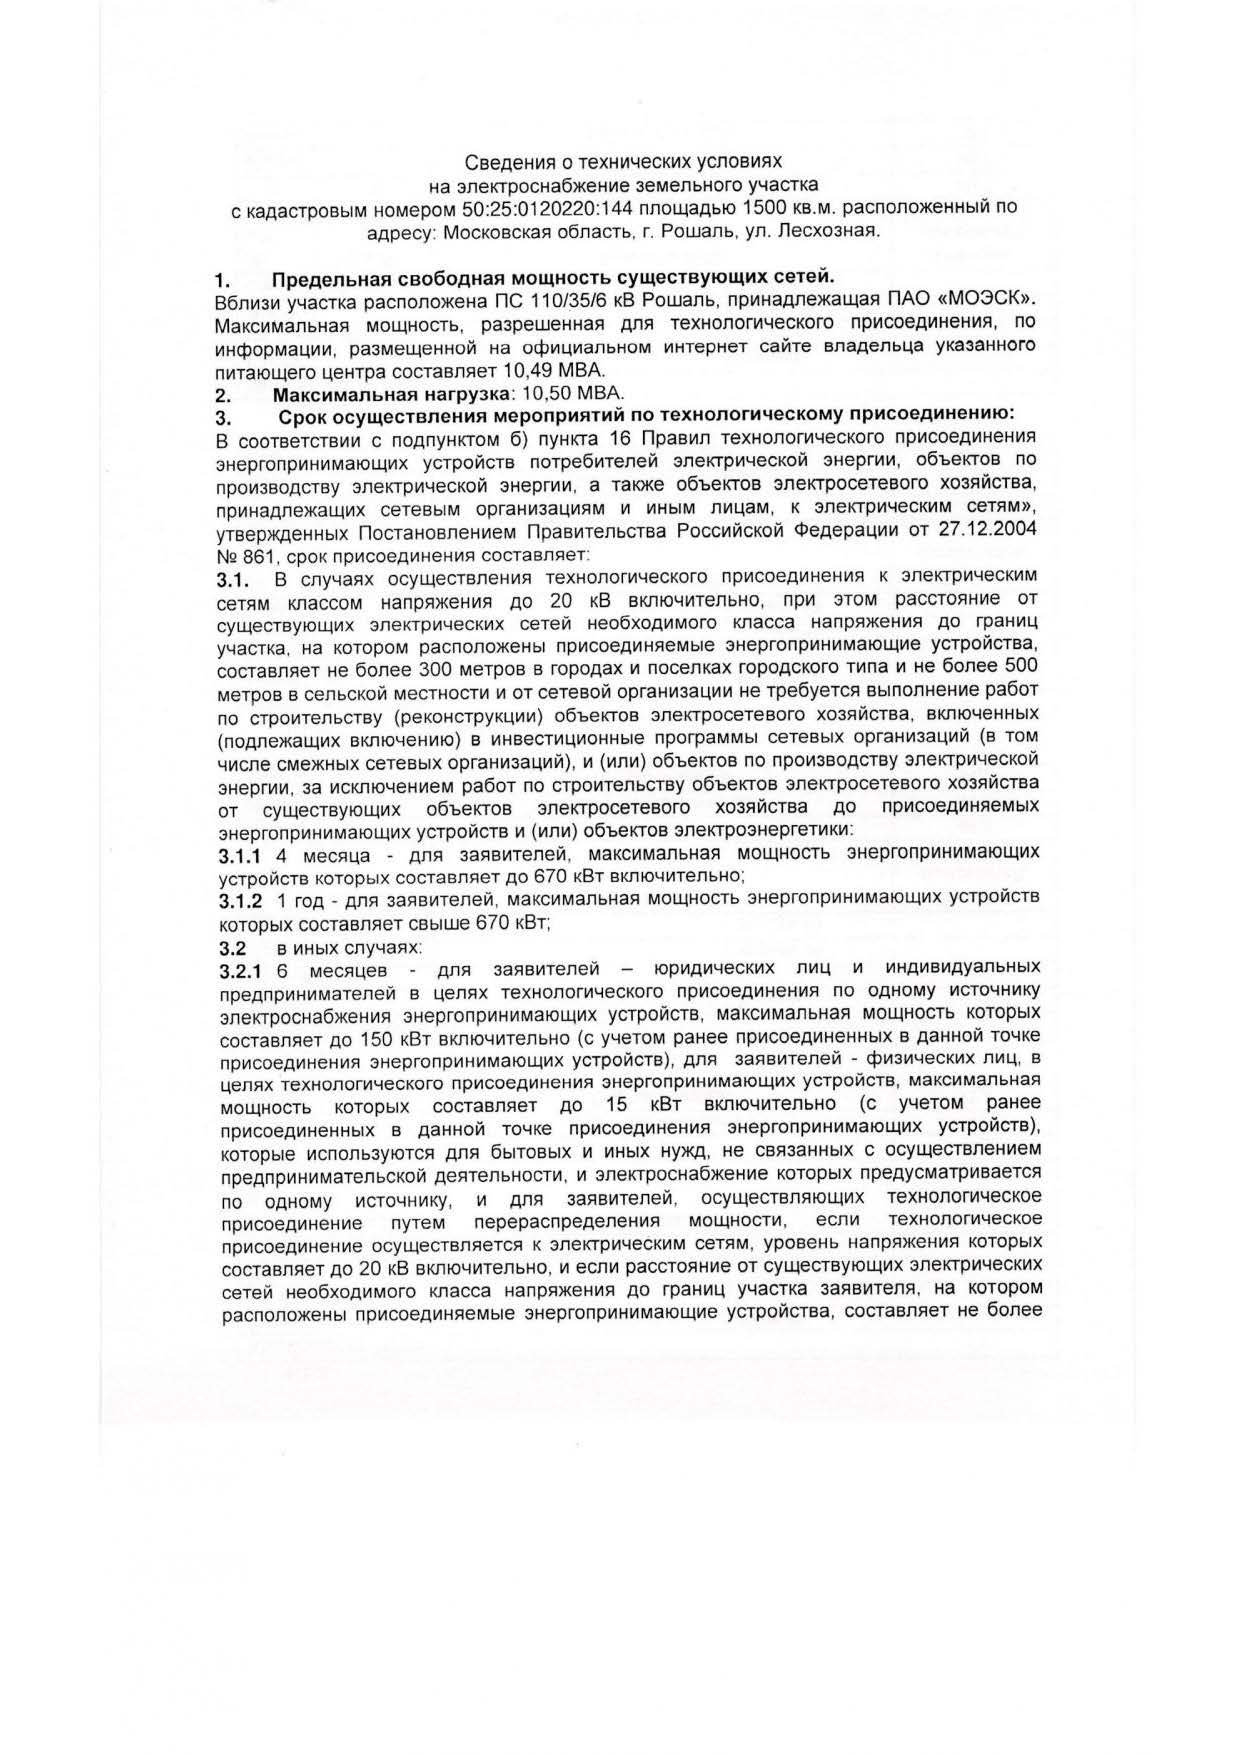 Сведения о технических условиях
на электроснабжение земельного участка
с кадастровым номером 50:25:0120220:144 площадью 1500 кв.м. расположенный по
адресу: Московская область, г. Рошаль, ул. Лесхозная.
1. Предельная свободная мощность существующих сетей.
Вблизи участка расположена ПС 110/35/6 кВ Рошаль, принадлежащая ПАО «МОЭСК».
Максимальная мощность, разрешенная для технологического присоединения, по
информации, размещенной на официальном интернет сайте владельца указанного
питающего центра составляет 10,49 МВА.
2. Максимальная нагрузка: 10,50 МВА.
3. Срок осуществления мероприятий по технологическому присоединению:
В соответствии с подпунктом б) пункта 16 Правил технологического присоединения
энергопринимающих устройств потребителей электрической энергии, объектов по
производству электрической энергии, а также объектов электросетевого хозяйства,
принадлежащих сетевым организациям и иным лицам, к электрическим сетям»,
утвержденных Постановлением Правительства Российской Федерации от 27.12.2004
№ 861, срок присоединения составляет:
3.1. В случаях осуществления технологического присоединения к электрическим
сетям классом напряжения до 20 кВ включительно, при этом расстояние от
существующих электрических сетей необходимого класса напряжения до границ
участка, на котором расположены присоединяемые энергопринимающие устройства,
составляет не более 300 метров в городах и поселках городского типа и не более 500
метров в сельской местности и от сетевой организации не требуется выполнение работ
по строительству (реконструкции) объектов электросетевого хозяйства, включенных
(подлежащих включению) в инвестиционные программы сетевых организаций (в том
числе смежных сетевых организаций), и (или) объектов по производству электрической
энергии, за исключением работ по строительству объектов электросетевого хозяйства
от существующих объектов электросетевого хозяйства до присоединяемых
энергопринимающих устройств и (или) объектов электроэнергетики:
3.1.1 4 месяца - для заявителей, максимальная мощность энергопринимающих
устройств которых составляет до 670 кВт включительно;
3.1.2 1 год - для заявителей, максимальная мощность энергопринимающих устройств
которых составляет свыше 670 кВт;
3.2 в иных случаях:
3.2.1 6 месяцев - для заявителей – юридических лиц и индивидуальных
предпринимателей в целях технологического присоединения по одному источнику
электроснабжения энергопринимающих устройств, максимальная мощность которых
составляет до 150 кВт включительно (с учетом ранее присоединенных в данной точке
присоединения энергопринимающих устройств), для заявителей - физических лиц, в
целях технологического присоединения энергопринимающих устройств, максимальная
мощность которых составляет до 15 кВт включительно (с учетом ранее
присоединенных в данной точке присоединения энергопринимающих устройств),
которые используются для бытовых и иных нужд, не связанных с осуществлением
предпринимательской деятельности, и электроснабжение которых предусматривается
по одному источнику, и для заявителей, осуществляющих технологическое
присоединение путем перераспределения мощности, если технологическое
присоединение осуществляется к электрическим сетям, уровень напряжения которых
составляет до 20 кВ включительно, и если расстояние от существующих электрических
сетей необходимого класса напряжения до границ участка заявителя, на котором
расположены присоединяемые энергопринимающие устройства, составляет не более